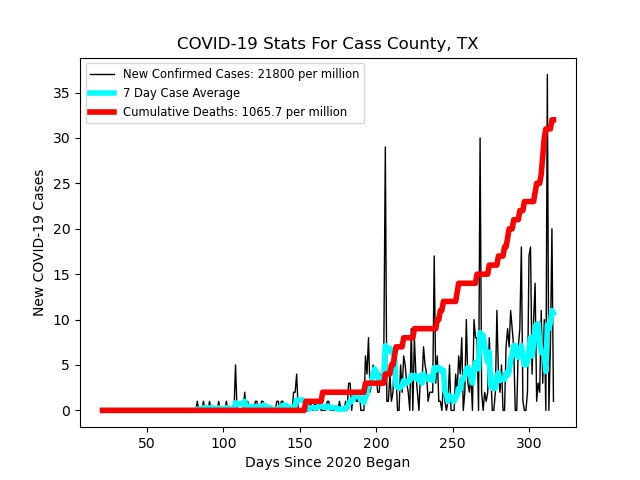 COVID-19 Stats For Cass County, TX
New Confirmed Cases: 21800 per million
7 Day Case Average
Cumulative Deaths: 1065.7 per million
New COVID-19 Cases
35
30
25
20
15
10
5
0
50 100 150 200 250 300
Days Since 2020 Began